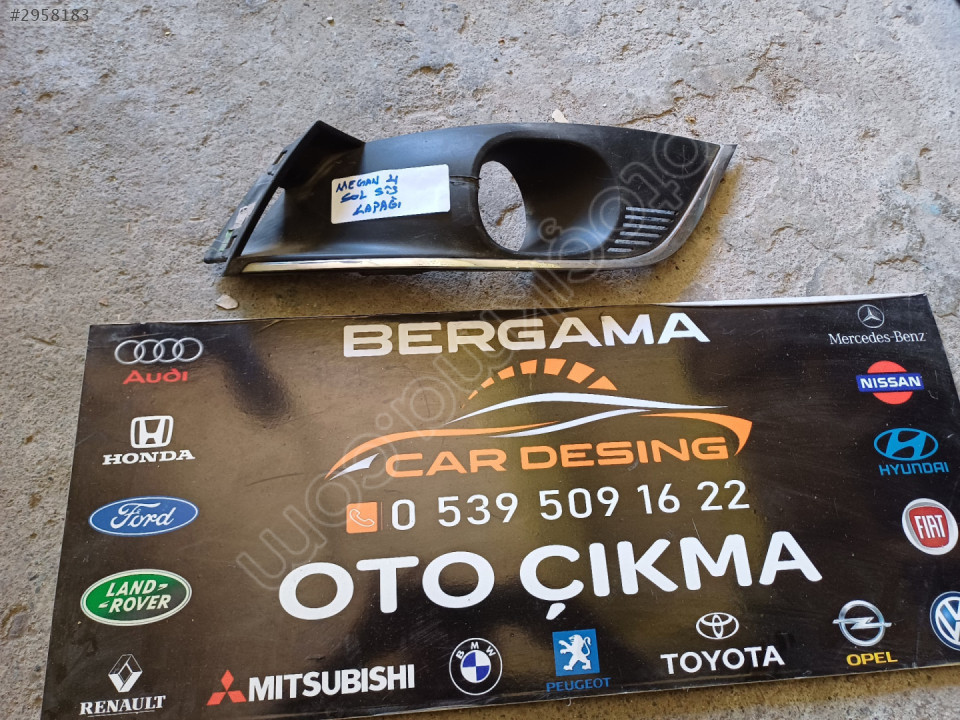 #2958183
MEGAN 4
SOL SİS
KAPAĞI
BERGAMA
CAR DESING
0 539 509 16 22
OTO ÇIKMA
Audi
HONDA
Ford
LAND-
ROVER
RENAULT
MITSUBISHI
BMW
PEUGEOT
TOYOTA
OPEL
Mercedes-Benz
NISSAN
HYUNDAI
FIAT